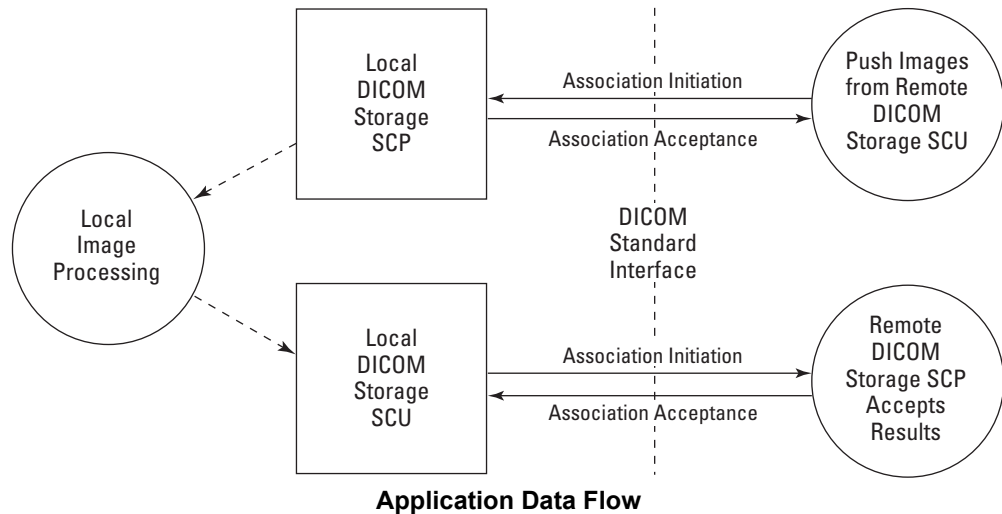 Local
DICOM
Storage
SCP
Association Initiation
Association Acceptance
Push Images
from Remote
DICOM
Storage SCU
Local
Image
Processing
DICOM
Standard
Interface
Local
DICOM
Storage
SCU
Association Initiation
Association Acceptance
Remote
DICOM
Storage SCP
Accepts
Results
Application Data Flow